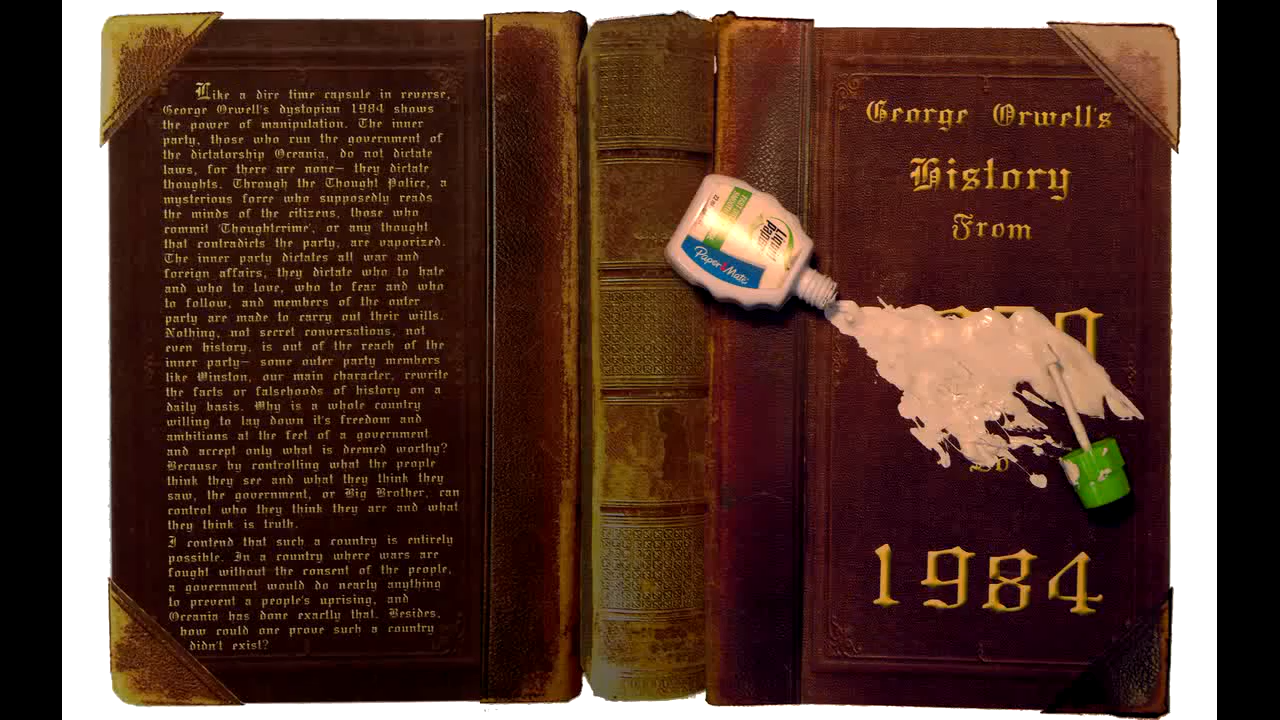 Like a dire time capsule in reverse,
George Orwell's dystopian 1984 shows
the power of manipulation. The inner
party, those who run the government of
the dictatorship Oceania, do not dictate
laws, for there are none— they dictate
thoughts. Through the Thought Police, a
mysterious force who supposedly reads
the minds of the citizens, those who
commit 'Thoughtcrime', or any thought
that contradicts the party, are vaporized.
The inner party dictates all war and
foreign affairs, they dictate who to hate
and who to love, who to fear and who
to follow, and members of the outer
party are made to carry out their wills.
Nothing, not secret conversations, not
even history, is out of the reach of the
inner party— some outer party members
like Winston, our main character, rewrite
the facts or falsehoods of history on a
daily basis. Why is a whole country
willing to lay down it's freedom and
ambitions at the feet of a government
and accept only what is deemed worthy?
Because by controlling what the people
think they see and what they think they
saw, the government, or Big Brother, can
control who they think they are and what
they think is truth.
I contend that such a country is entirely
possible. In a country where wars are
fought without the consent of the people,
a government would do nearly anything
to prevent a people's uprising, and
Oceania has done exactly that. Besides,
how could one prove such a country
didn't exist?
George Orwell's
History
From
1984
Liquid Paper
Paper Mate